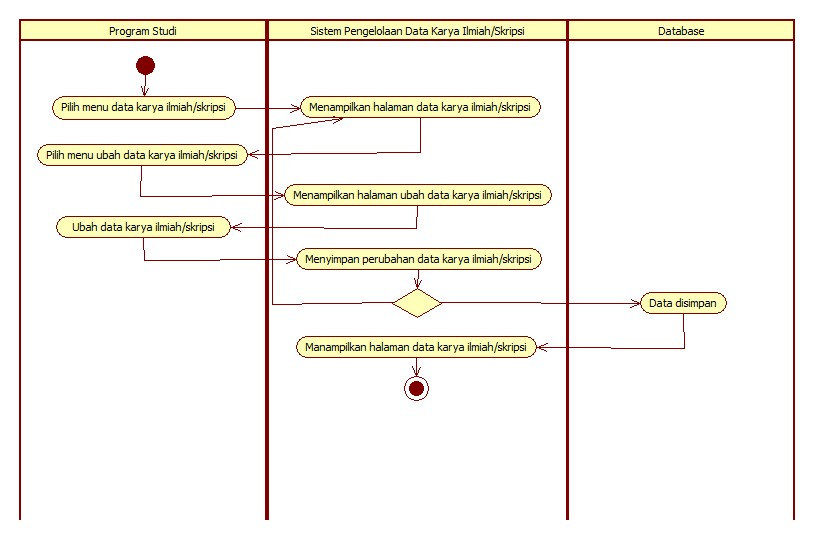 Program Studi
Sistem Pengelolaan Data Karya Ilmiah/Skripsi
Database
Pilih menu data karya ilmiah/skripsi
Menampilkan halaman data karya ilmiah/skripsi
Pilih menu ubah data karya ilmiah/skripsi
Menampilkan halaman ubah data karya ilmiah/skripsi
Ubah data karya ilmiah/skripsi
Menyimpan perubahan data karya ilmiah/skripsi
Data disimpan
Manampilkan halaman data karya ilmiah/skripsi